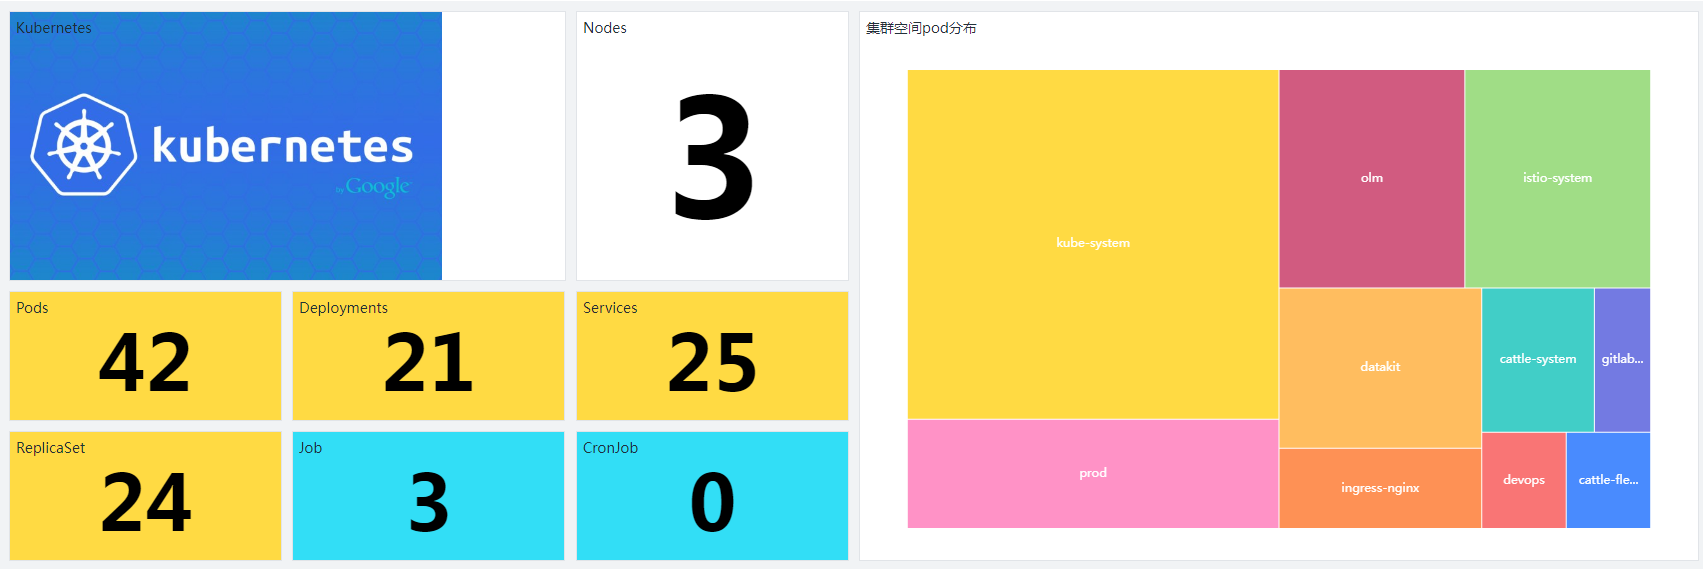 Kubernetes
kubernetes
by Google
Nodes
3
Pods
42
Deployments
21
Services
25
ReplicaSet
24
Job
3
CronJob
0
集群空间pod分布
kube-system
olm
istio-system
datakit
cattle-system
gitlab...
prod
ingress-nginx
devops
cattle-fle...